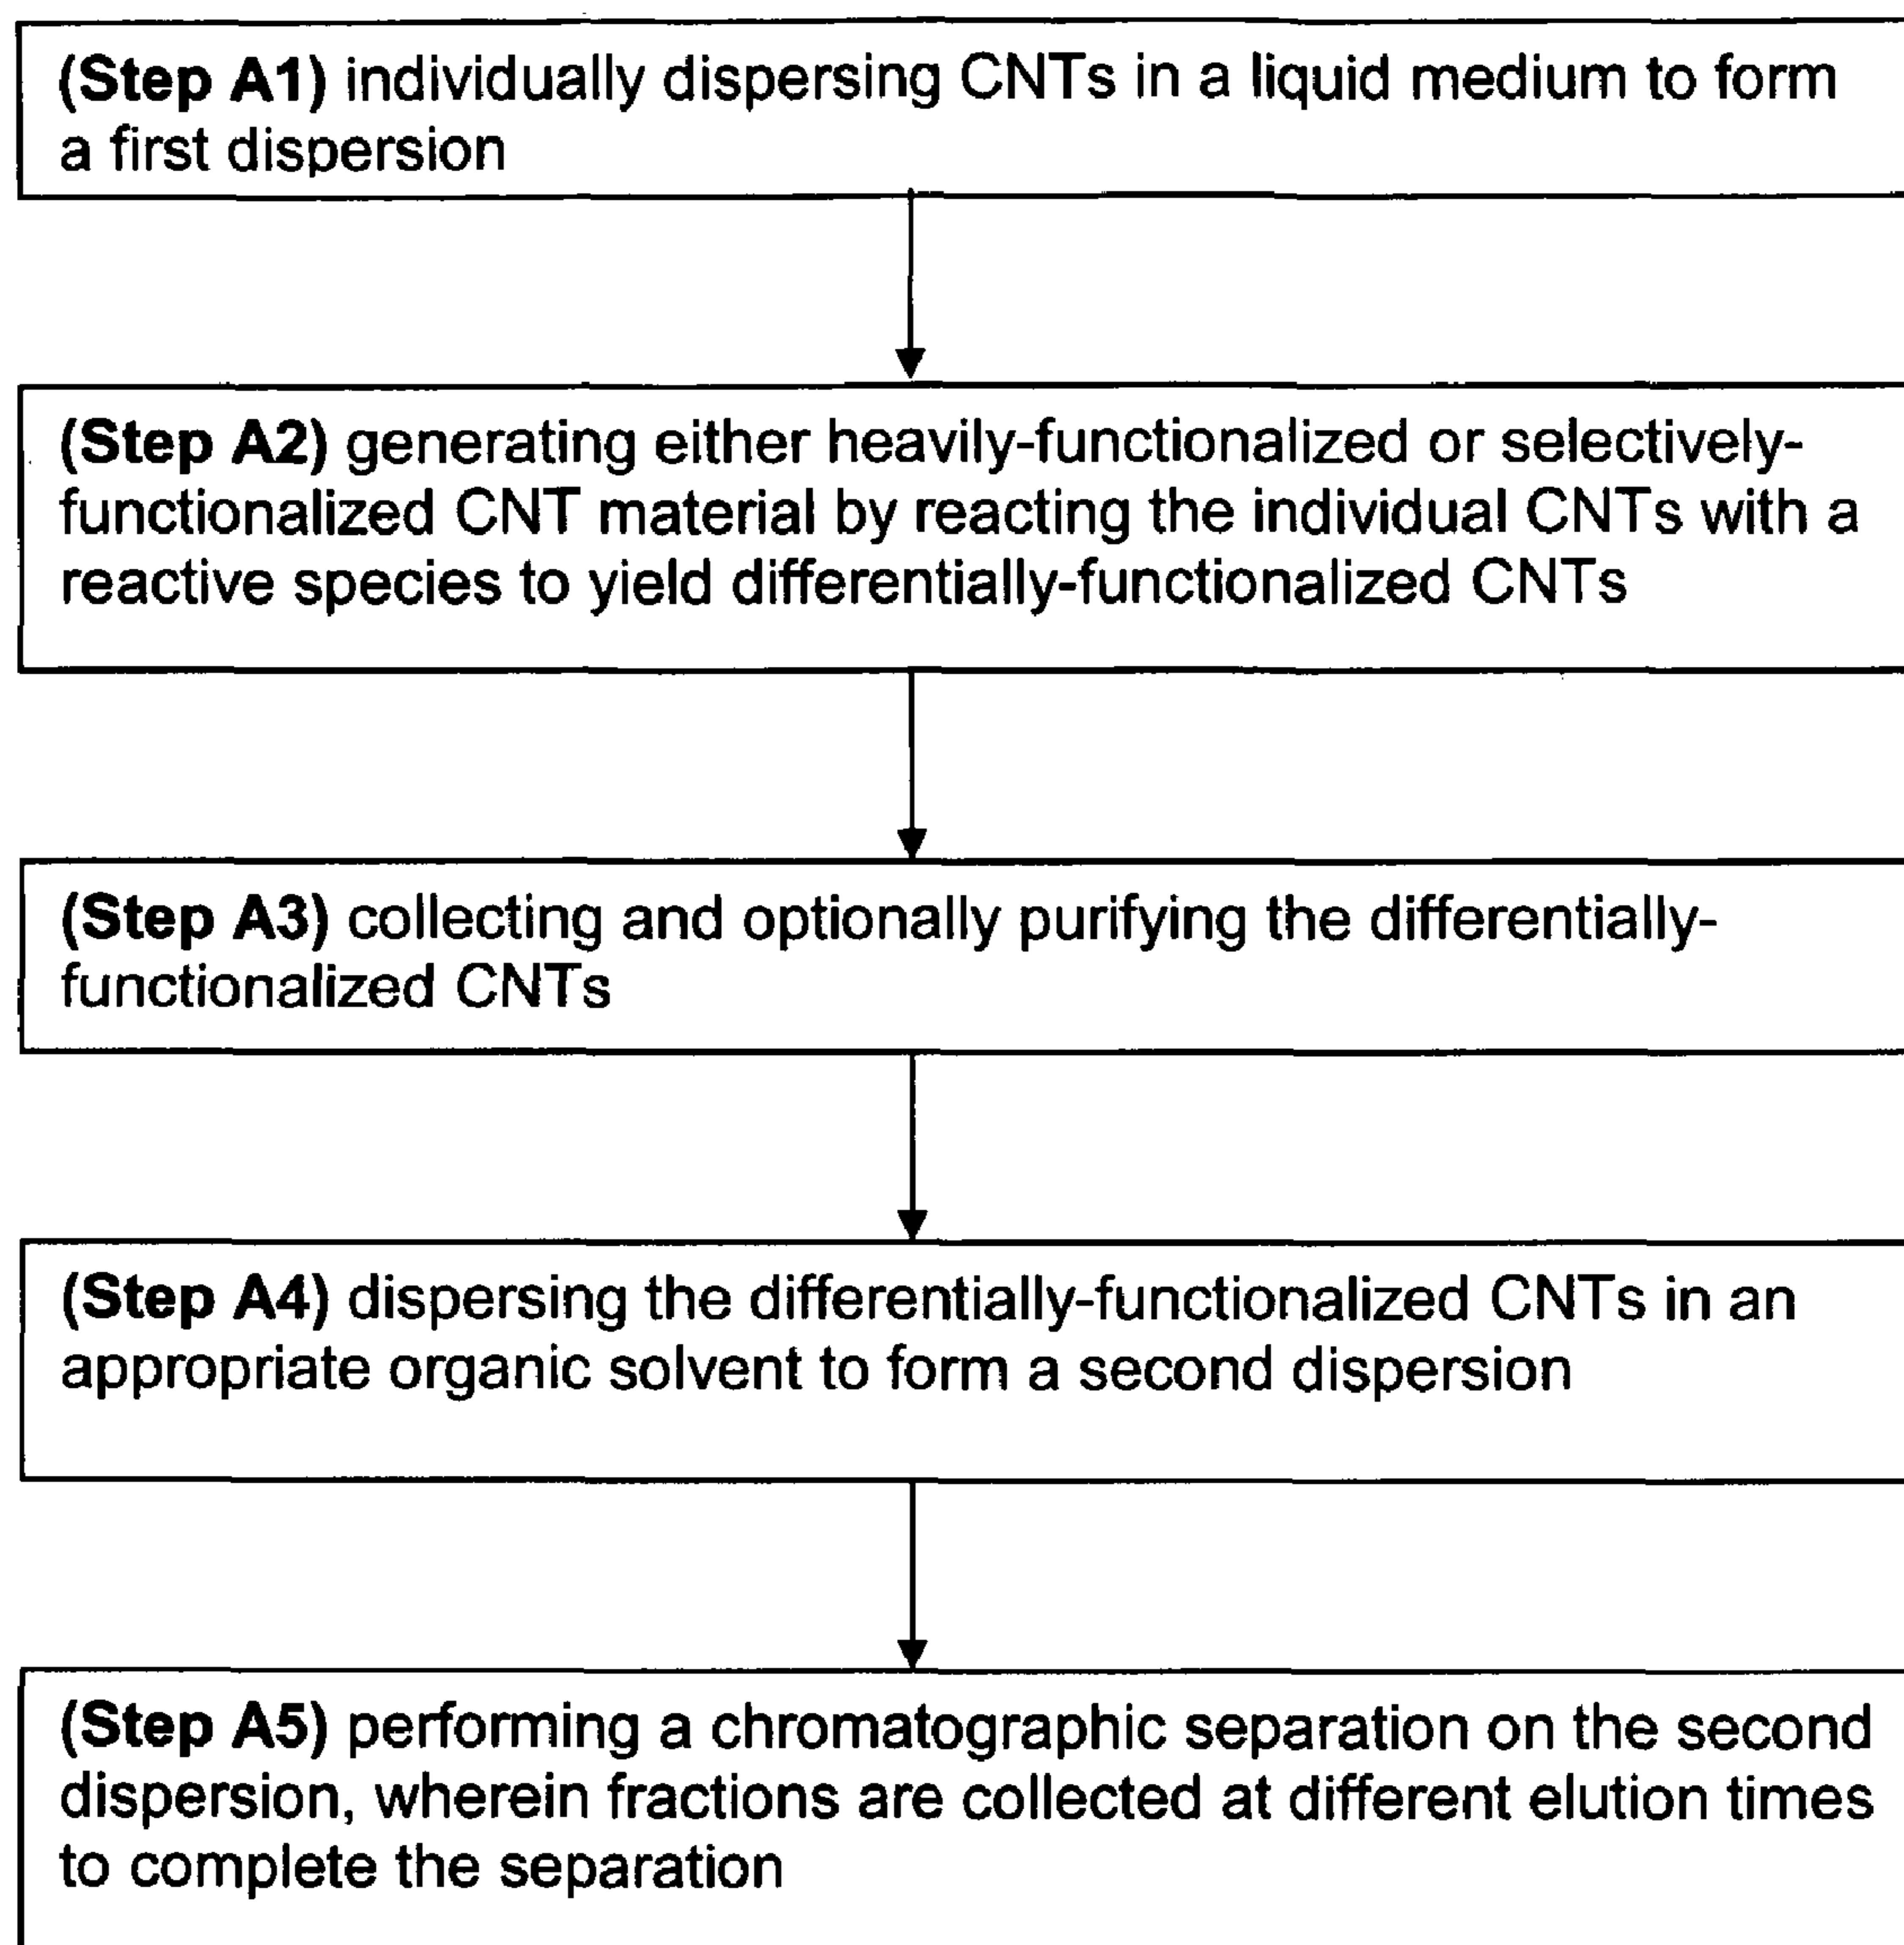 (Step A1) individually dispersing CNTs in a liquid medium to form
a first dispersion
(Step A2) generating either heavily-functionalized or selectively-
functionalized CNT material by reacting the individual CNTs with a
reactive species to yield differentially-functionalized CNTs
(Step A3) collecting and optionally purifying the differentially-
functionalized CNTs
(Step A4) dispersing the differentially-functionalized CNTs in an
appropriate organic solvent to form a second dispersion
(Step A5) performing a chromatographic separation on the second
dispersion, wherein fractions are collected at different elution times
to complete the separation